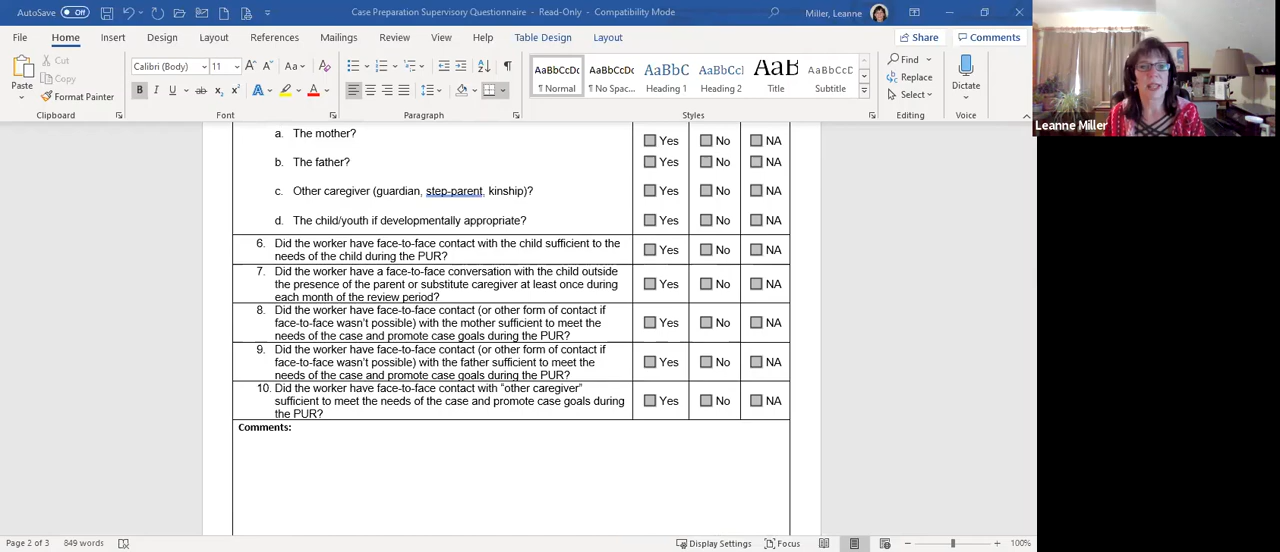 AutoSave Off Case Preparation Supervisory Questionnaire - Read-Only - Compatibility Mode Miller, Leanne
File Home Insert Design Layout References Mailings Review View Help Table Design Layout Share Comments
Paste
Cut
Copy
Format Painter
Calibri (Body) 11
Aa
B I U ab x₂ x² A A
AaBbCcDc AaBbCcDc AaBbC AaBbCcl AaB AaBbCcD
¶ Normal ¶ No Spac... Heading 1 Heading 2 Title Subtitle
Find
Replace
Select
Dictate
Clipboard Font Paragraph Styles Editing Voice
Leanne Miller
a. The mother? Yes No NA
b. The father? Yes No NA
c. Other caregiver (guardian, step-parent, kinship)? Yes No NA
d. The child/youth if developmentally appropriate? Yes No NA
6. Did the worker have face-to-face contact with the child sufficient to the
needs of the child during the PUR? Yes No NA
7. Did the worker have a face-to-face conversation with the child outside
the presence of the parent or substitute caregiver at least once during Yes No NA
each month of the review period?
8. Did the worker have face-to-face contact (or other form of contact if
face-to-face wasn't possible) with the mother sufficient to meet the Yes No NA
needs of the case and promote case goals during the PUR?
9. Did the worker have face-to-face contact (or other form of contact if
face-to-face wasn't possible) with the father sufficient to meet the Yes No NA
needs of the case and promote case goals during the PUR?
10. Did the worker have face-to-face contact with "other caregiver"
sufficient to meet the needs of the case and promote case goals during Yes No NA
the PUR?
Comments:
Page 2 of 3 849 words Display Settings Focus 100%